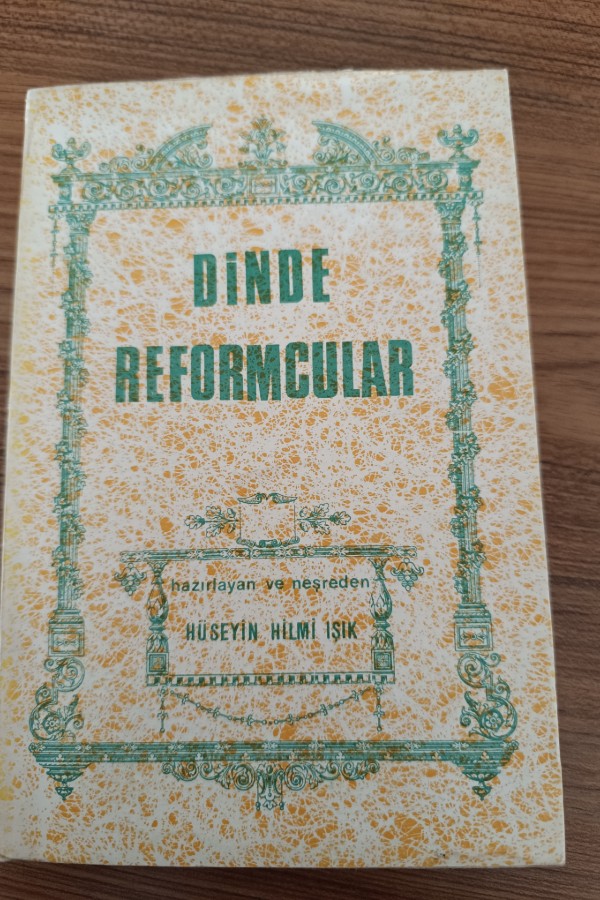 DİNDE
REFORMCULAR
hazırlayan ve neşreden
HÜSEYİN HİLMİ IŞIK